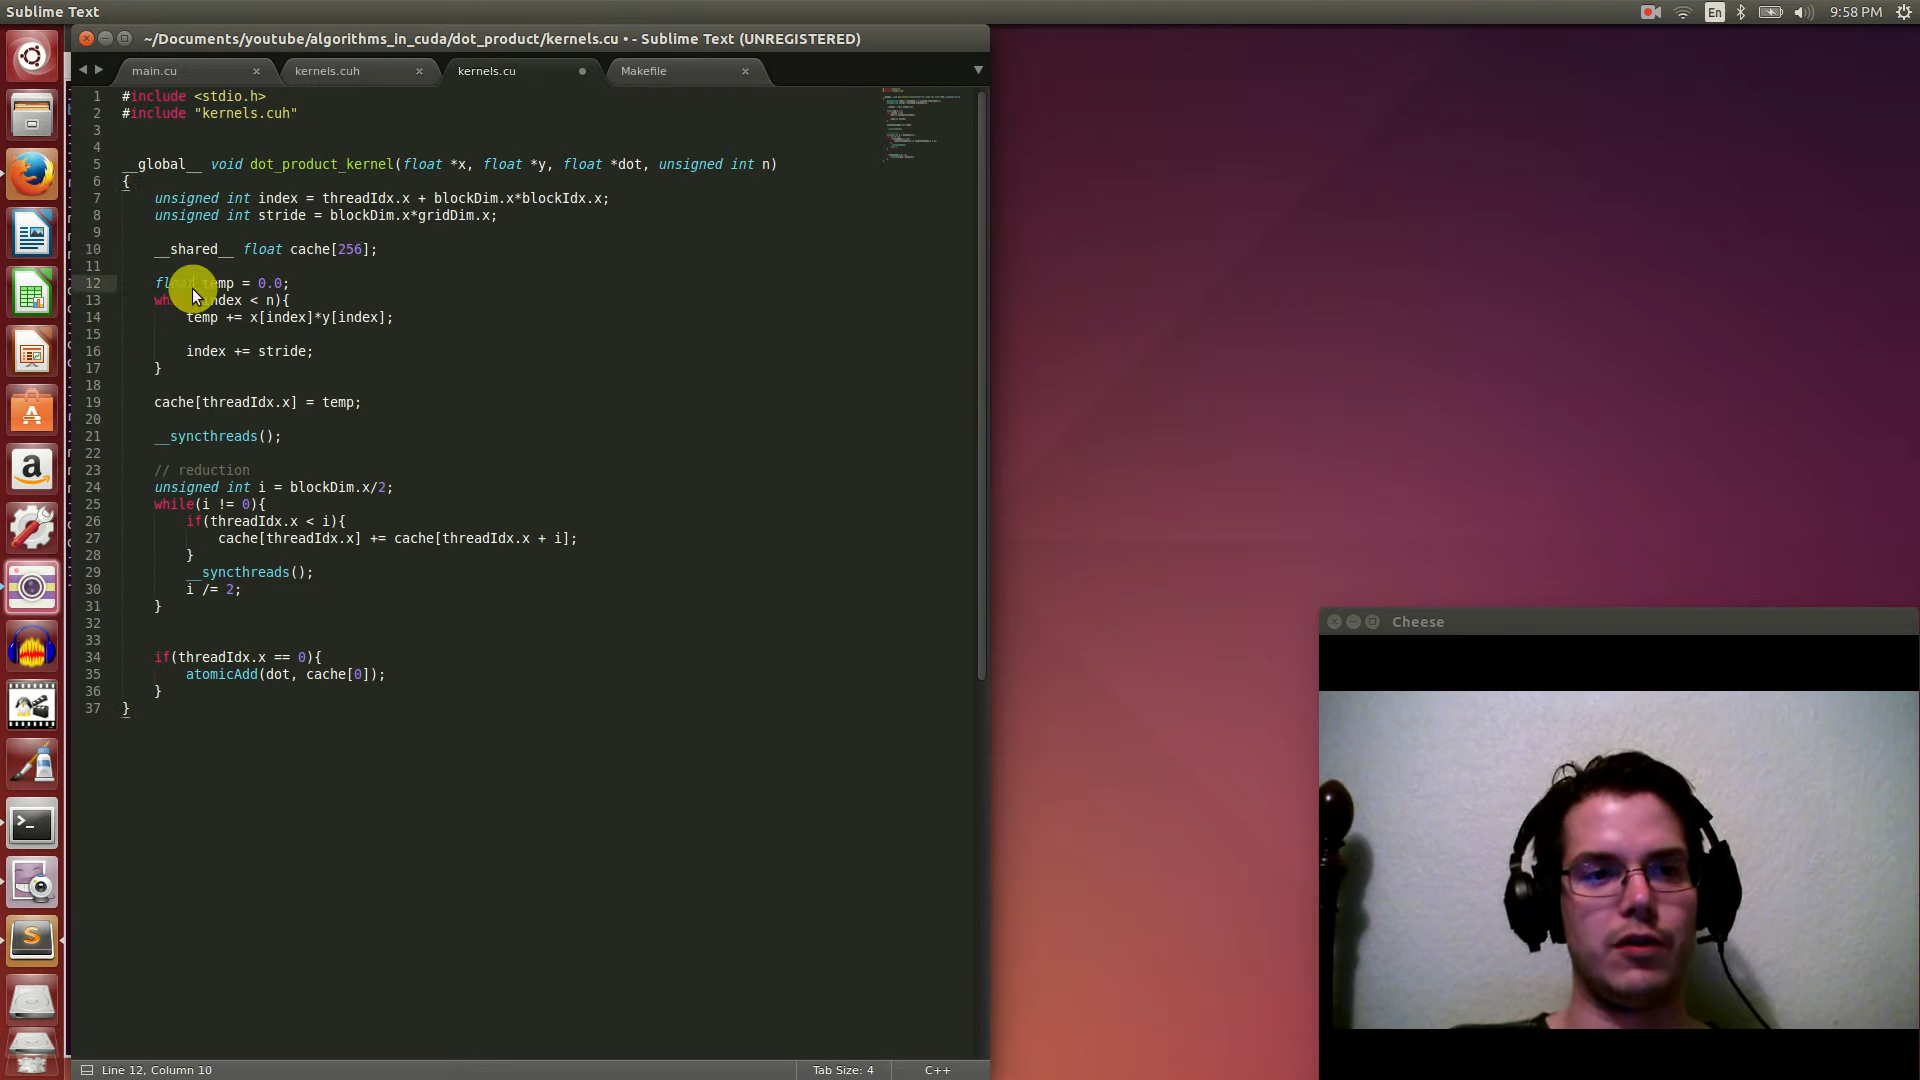 Sublime Text
En
9:58 PM
~/Documents/youtube/algorithms_in_cuda/dot_product/kernels.cu • - Sublime Text (UNREGISTERED)
main.cu
kernels.cuh
kernels.cu
Makefile
1 #include <stdio.h>
2 #include "kernels.cuh"
3
4
5 __global__ void dot_product_kernel(float *x, float *y, float *dot, unsigned int n)
6 {
7 unsigned int index = threadIdx.x + blockDim.x*blockIdx.x;
8 unsigned int stride = blockDim.x*gridDim.x;
9
10 __shared__ float cache[256];
11
12 float temp = 0.0;
13 while(index < n){
14 temp += x[index]*y[index];
15
16 index += stride;
17 }
18
19 cache[threadIdx.x] = temp;
20
21 __syncthreads();
22
23 // reduction
24 unsigned int i = blockDim.x/2;
25 while(i != 0){
26 if(threadIdx.x < i){
27 cache[threadIdx.x] += cache[threadIdx.x + i];
28 }
29 __syncthreads();
30 i /= 2;
31 }
32
33
34 if(threadIdx.x == 0){
35 atomicAdd(dot, cache[0]);
36 }
37 }
Cheese
Line 12, Column 10
Tab Size: 4
C++